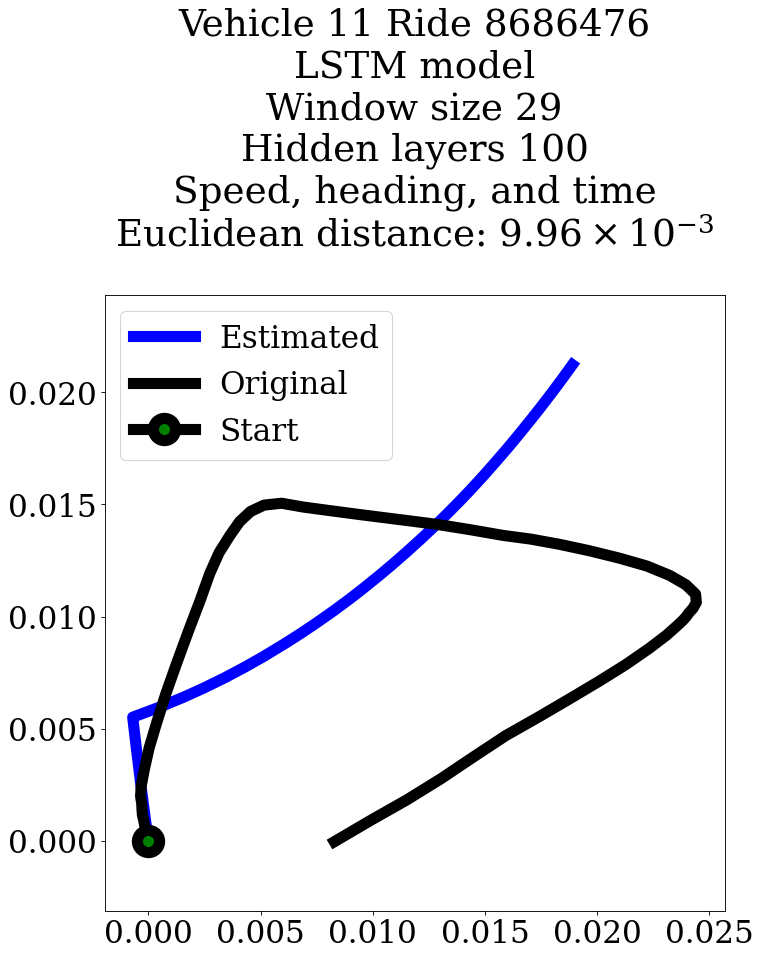 Vehicle 11 Ride 8686476
LSTM model
Window size 29
Hidden layers 100
Speed, heading, and time
Euclidean distance: 9.96 × 10⁻³
Estimated
Original
Start
0.020
0.015
0.010
0.005
0.000
0.000 0.005 0.010 0.015 0.020 0.025